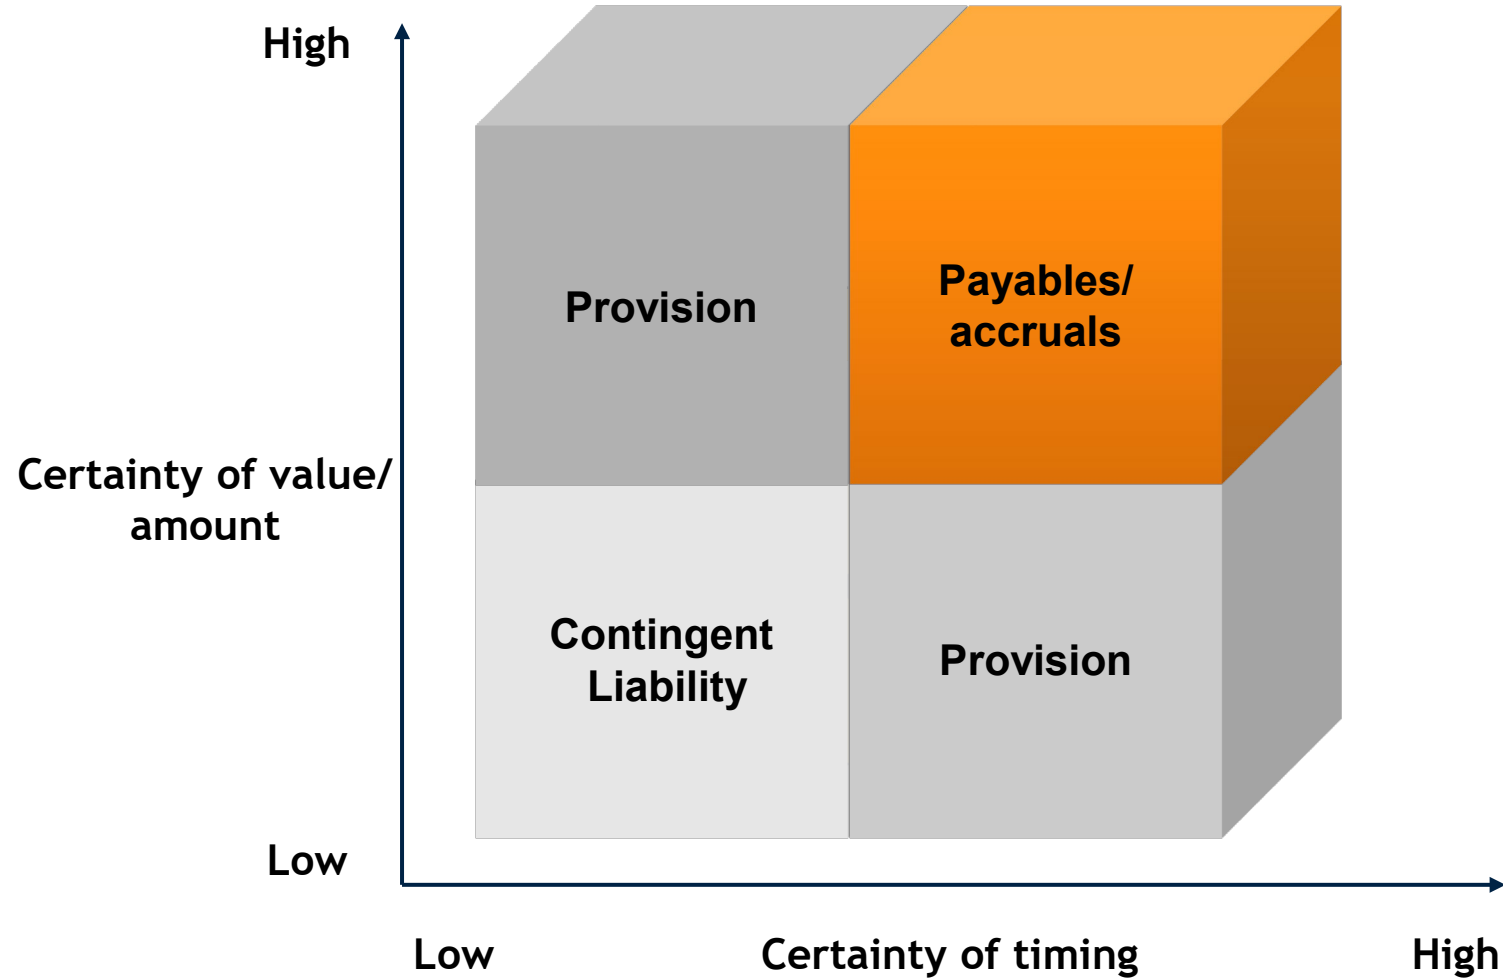 High
Provision
Payables/
accruals
Certainty of value/
amount
Contingent
Liability
Provision
Low
Low
Certainty of timing
High